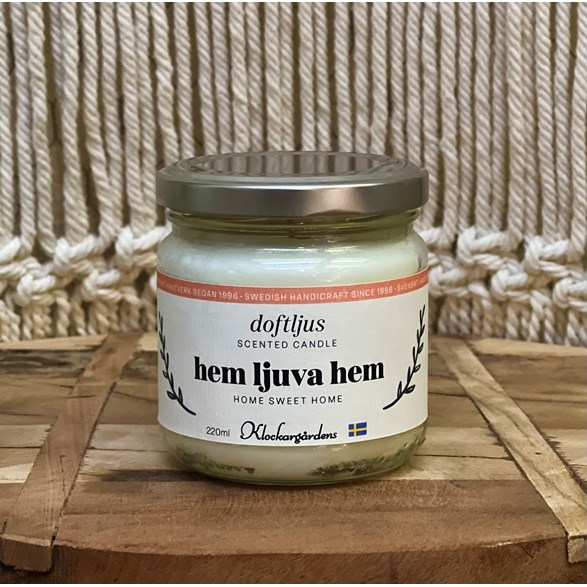 HANTVERK SEDAN 1996 • SWEDISH HANDICRAFT SINCE 1996 • SVENSKT
doftljus
SCENTED CANDLE
hem ljuva hem
HOME SWEET HOME
220ml Klockargårdens